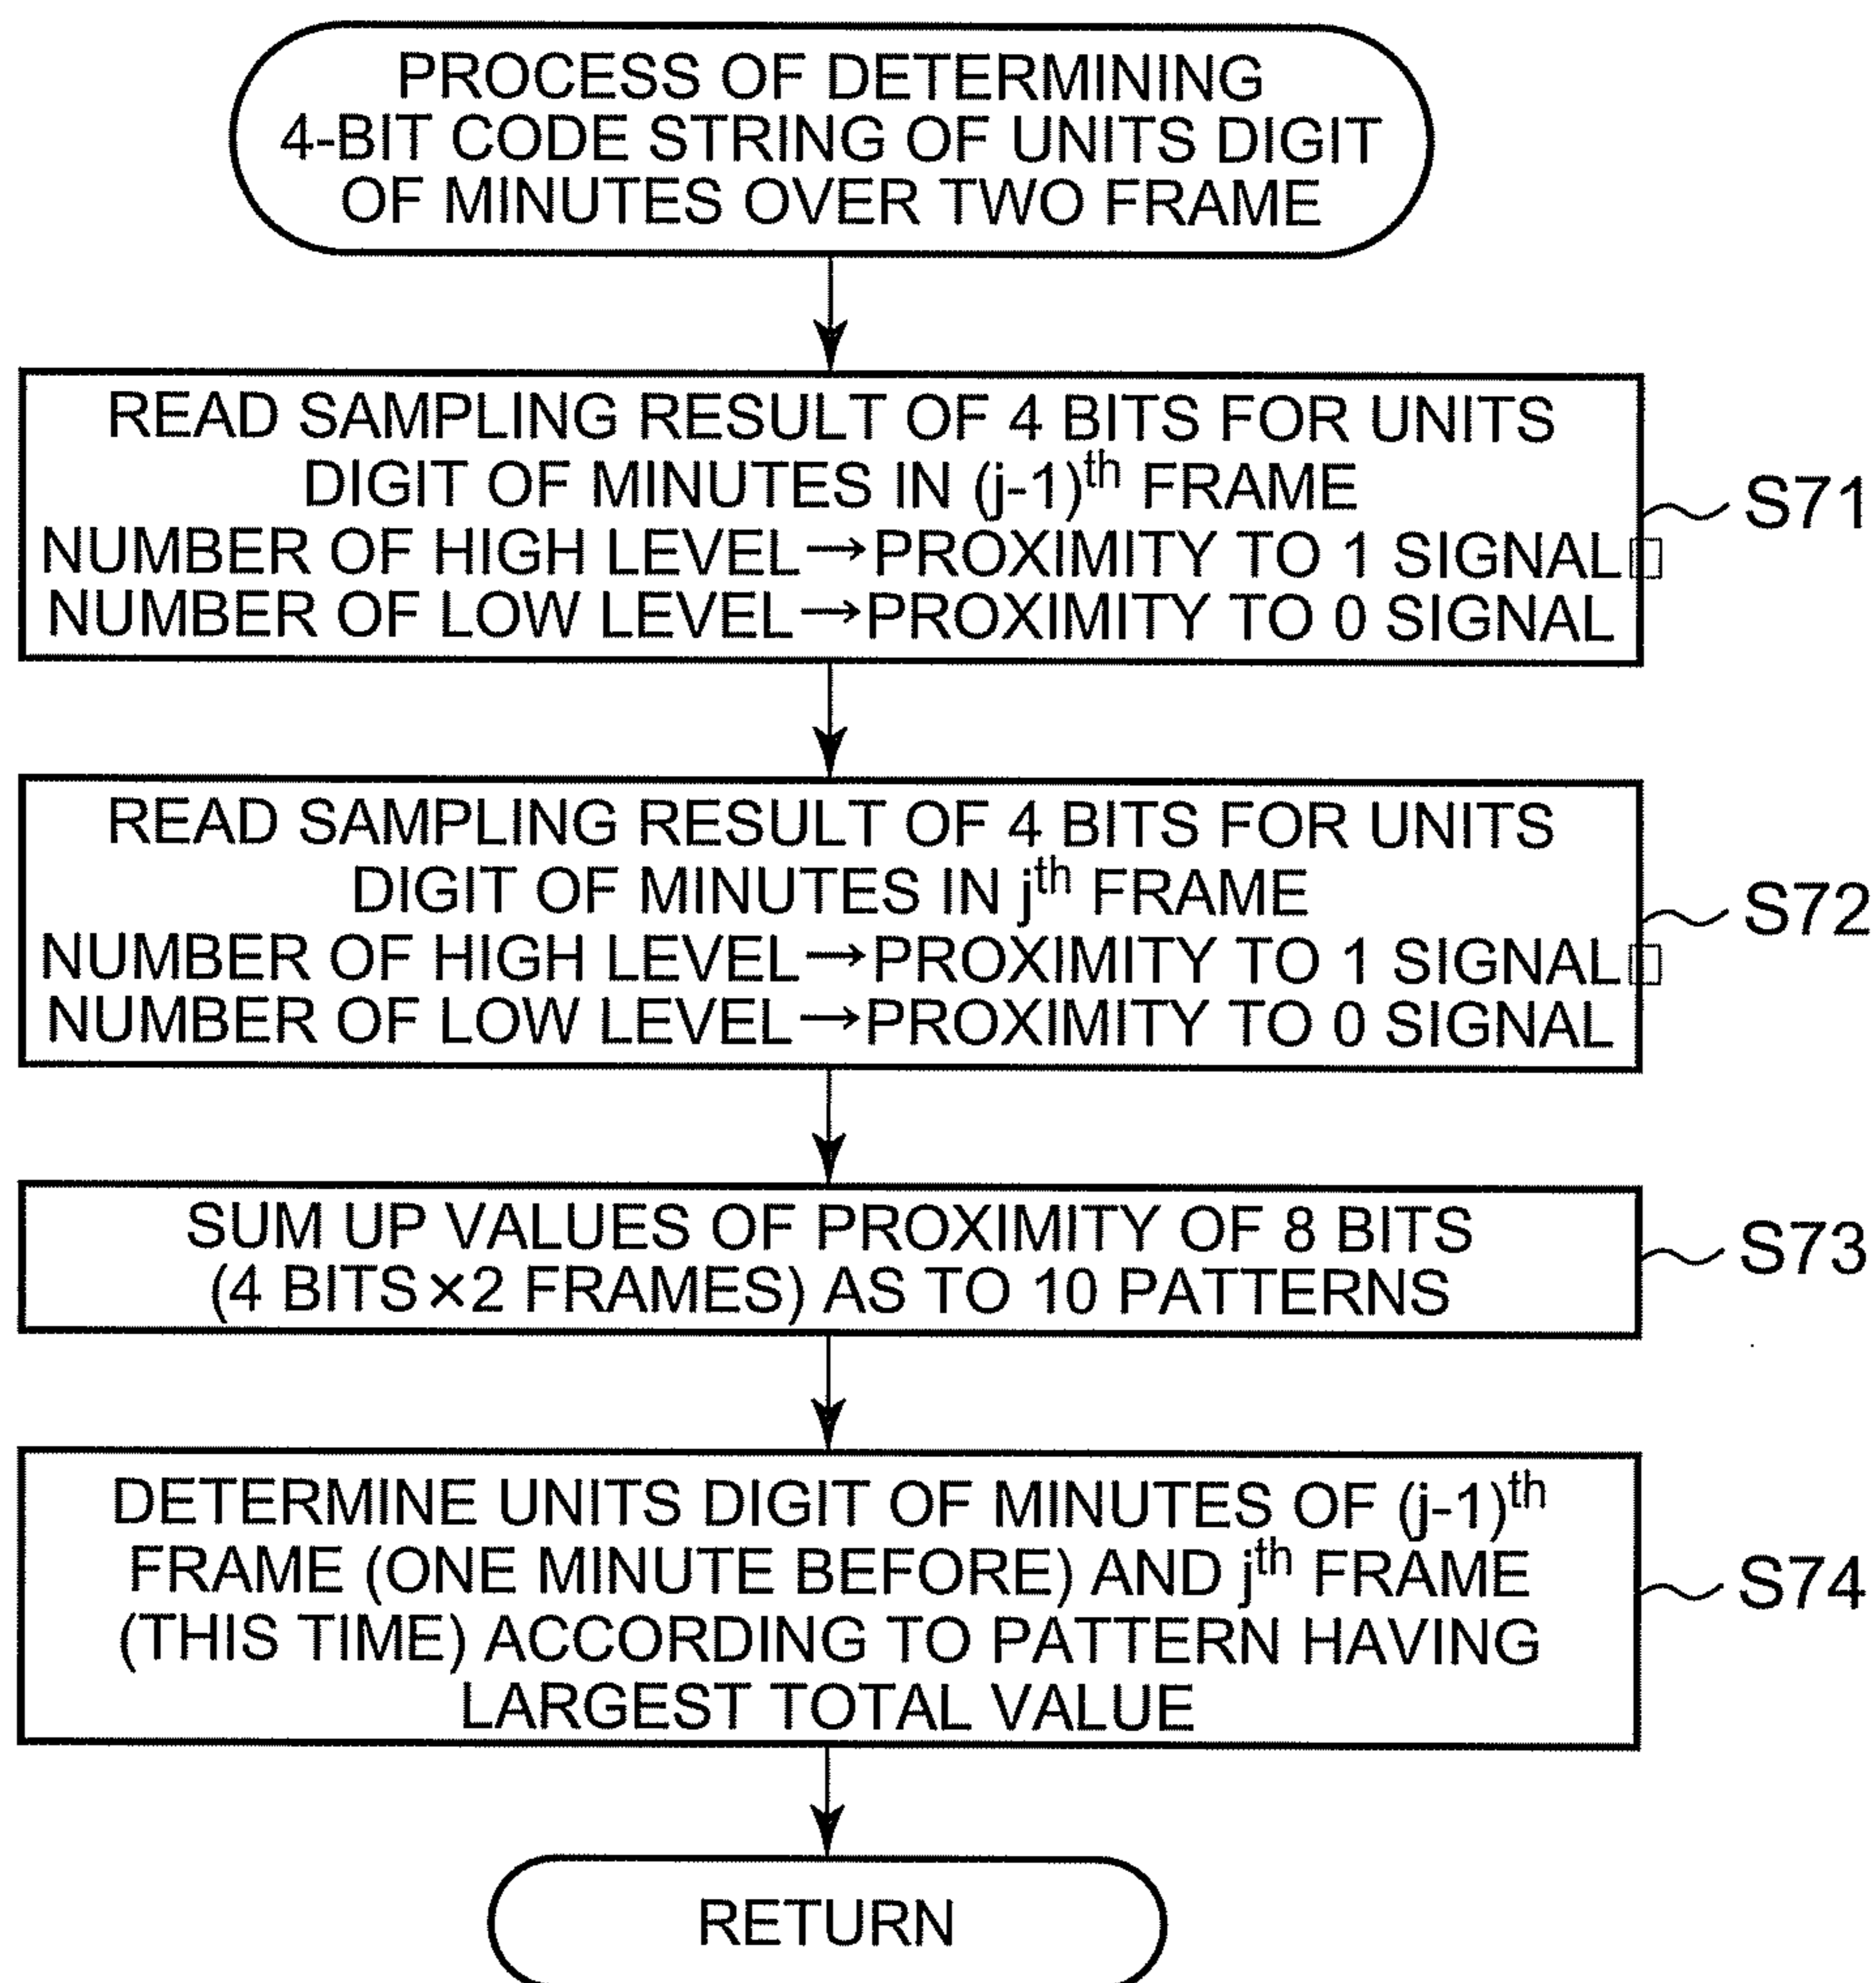 PROCESS OF DETERMINING
4-BIT CODE STRING OF UNITS DIGIT
OF MINUTES OVER TWO FRAME
READ SAMPLING RESULT OF 4 BITS FOR UNITS
DIGIT OF MINUTES IN (j-1)th FRAME
NUMBER OF HIGH LEVEL→PROXIMITY TO 1 SIGNAL
NUMBER OF LOW LEVEL→PROXIMITY TO 0 SIGNAL
S71
READ SAMPLING RESULT OF 4 BITS FOR UNITS
DIGIT OF MINUTES IN jth FRAME
NUMBER OF HIGH LEVEL→PROXIMITY TO 1 SIGNAL
NUMBER OF LOW LEVEL→PROXIMITY TO 0 SIGNAL
S72
SUM UP VALUES OF PROXIMITY OF 8 BITS
(4 BITS×2 FRAMES) AS TO 10 PATTERNS
S73
DETERMINE UNITS DIGIT OF MINUTES OF (j-1)th
FRAME (ONE MINUTE BEFORE) AND jth FRAME
(THIS TIME) ACCORDING TO PATTERN HAVING
LARGEST TOTAL VALUE
S74
RETURN